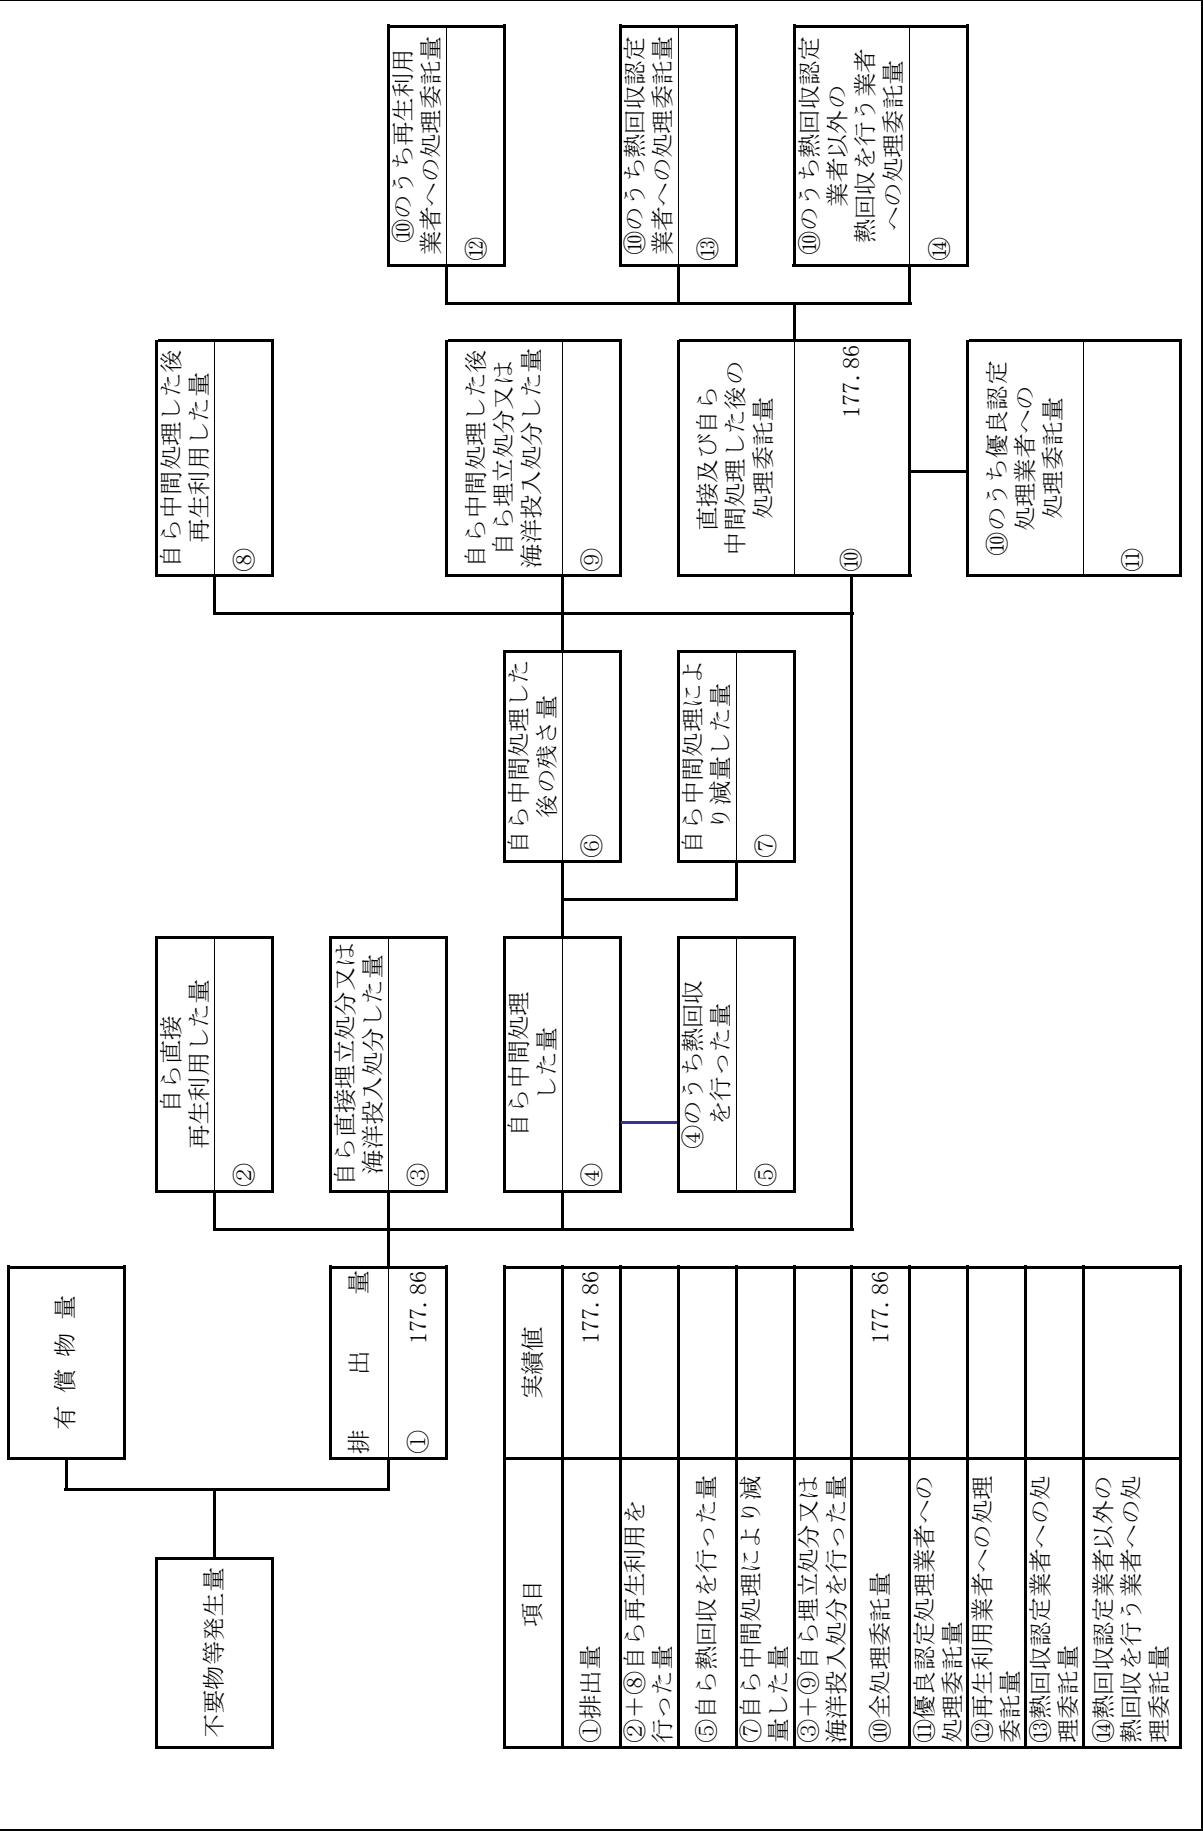 有償物量
不要物等発生量
排出量
① 177.86
自ら直接
再生利用した量
②
自ら直接埋立処分又は
海洋投入処分した量
③
自ら中間処理
した量
④
④のうち熱回収
を行った量
⑤
自ら中間処理した
後の残さ量
⑥
自ら中間処理によ
り減量した量
⑦
自ら中間処理した後
再生利用した量
⑧
自ら中間処理した後
自ら埋立処分又は
海洋投入処分した量
⑨
直接及び自ら
中間処理した後の
処理委託量
⑩ 177.86
⑩のうち優良認定
処理業者への
処理委託量
⑪
⑩のうち再生利用
業者への処理委託量
⑫
⑩のうち熱回収認定
業者への処理委託量
⑬
⑩のうち熱回収認定
業者以外の
熱回収を行う業者
への処理委託量
⑭
項目 実績値
①排出量 177.86
②+⑧自ら再生利用を
行った量
⑤自ら熱回収を行った量
⑦自ら中間処理により減
量した量
③+⑨自ら埋立処分又は
海洋投入処分を行った量
⑩全処理委託量 177.86
⑪優良認定処理業者への
処理委託量
⑫再生利用業者への処理
委託量
⑬熱回収認定業者への処
理委託量
⑭熱回収認定業者以外の
熱回収を行う業者への処
理委託量